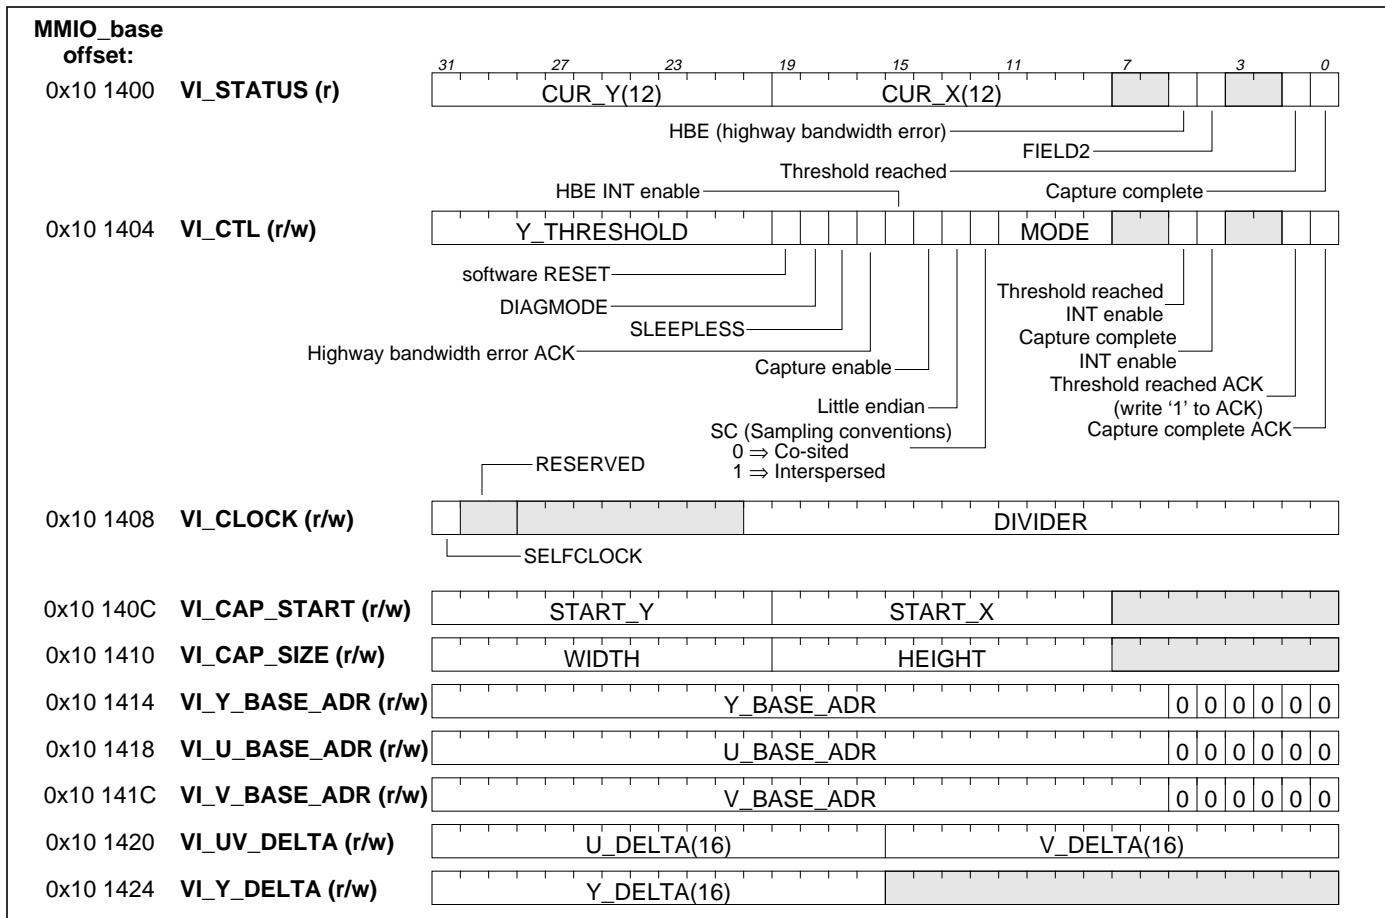 MMIO_base
offset:
31 27 23 19 15 11 7 3 0
0x10 1400 VI_STATUS (r) CUR_Y(12) CUR_X(12)
HBE (highway bandwidth error)
FIELD2
Threshold reached
HBE INT enable Capture complete
0x10 1404 VI_CTL (r/w) Y_THRESHOLD MODE
software RESET
DIAGMODE
SLEEPLESS
Highway bandwidth error ACK
Capture enable
Little endian
SC (Sampling conventions)
0 ⇒ Co-sited
1 ⇒ Interspersed
Threshold reached
INT enable
Capture complete
INT enable
Threshold reached ACK
(write ‘1’ to ACK)
Capture complete ACK
RESERVED
0x10 1408 VI_CLOCK (r/w) DIVIDER
SELFCLOCK
0x10 140C VI_CAP_START (r/w) START_Y START_X
0x10 1410 VI_CAP_SIZE (r/w) WIDTH HEIGHT
0x10 1414 VI_Y_BASE_ADR (r/w) Y_BASE_ADR 0 0 0 0 0 0
0x10 1418 VI_U_BASE_ADR (r/w) U_BASE_ADR 0 0 0 0 0 0
0x10 141C VI_V_BASE_ADR (r/w) V_BASE_ADR 0 0 0 0 0 0
0x10 1420 VI_UV_DELTA (r/w) U_DELTA(16) V_DELTA(16)
0x10 1424 VI_Y_DELTA (r/w) Y_DELTA(16)